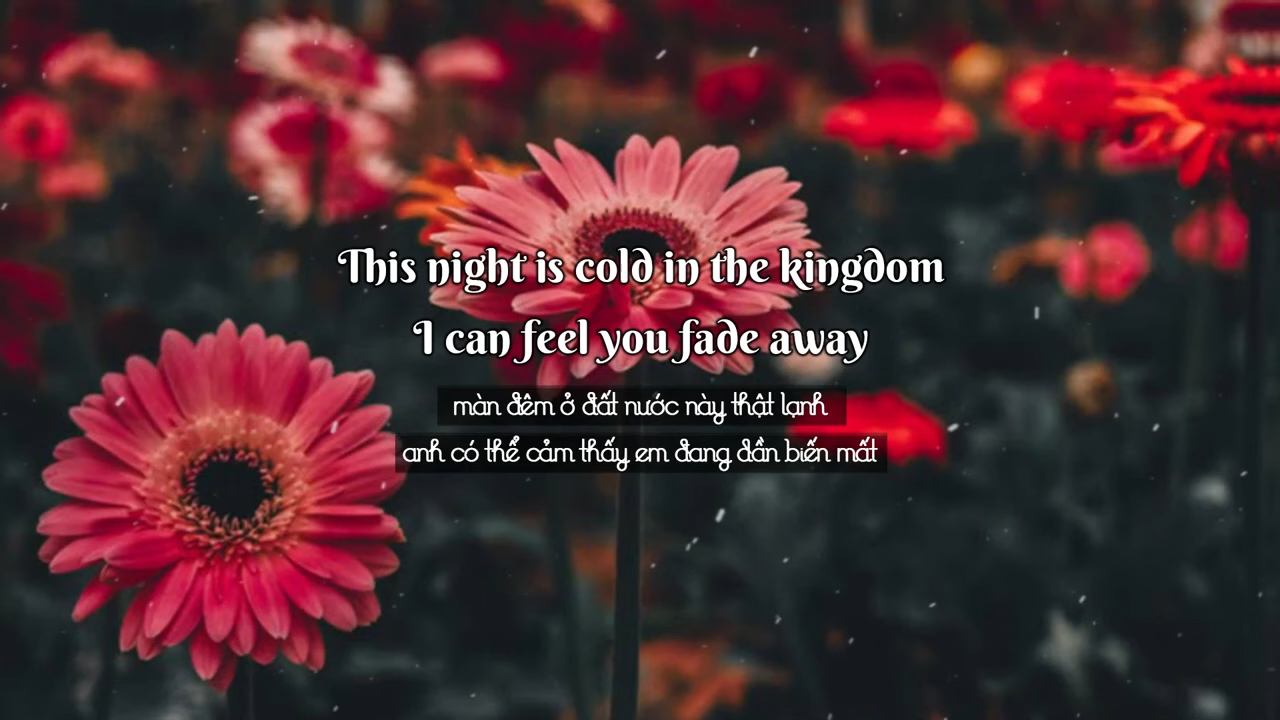 This night is cold in the kingdom
I can feel you fade away
màn đêm ở đất nước này thật lạnh
anh có thể cảm thấy em đang dần biến mất